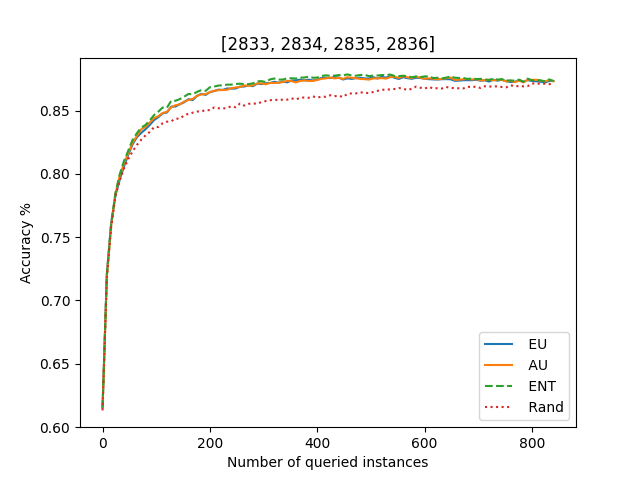 [2833, 2834, 2835, 2836]
Accuracy %
0.85
0.80
0.75
0.70
0.65
0.60
EU
AU
ENT
Rand
0 200 400 600 800
Number of queried instances